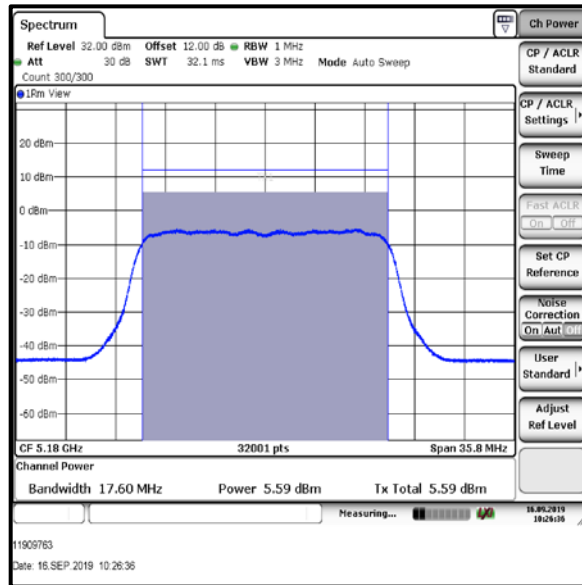 Spectrum
Ref Level 32.00 dBm Offset 12.00 dB RBW 1 MHz
Att 30 dB SWT 32.1 ms VBW 3 MHz Mode Auto Sweep
Count 300/300
1Rm View
20 dBm
10 dBm
0 dBm
-10 dBm
-20 dBm
-30 dBm
-40 dBm
-50 dBm
-60 dBm
CF 5.18 GHz 32001 pts Span 35.8 MHz
Channel Power
Bandwidth 17.60 MHz Power 5.59 dBm Tx Total 5.59 dBm
Measuring... 16.09.2019
10:26:36
Ch Power
CP / ACLR
Standard
CP / ACLR
Settings
Sweep
Time
Fast ACLR
On Off
Set CP
Reference
Noise
Correction
On Aut Off
User
Standard
Adjust
Ref Level
11909763
Date: 16.SEP.2019 10:26:36